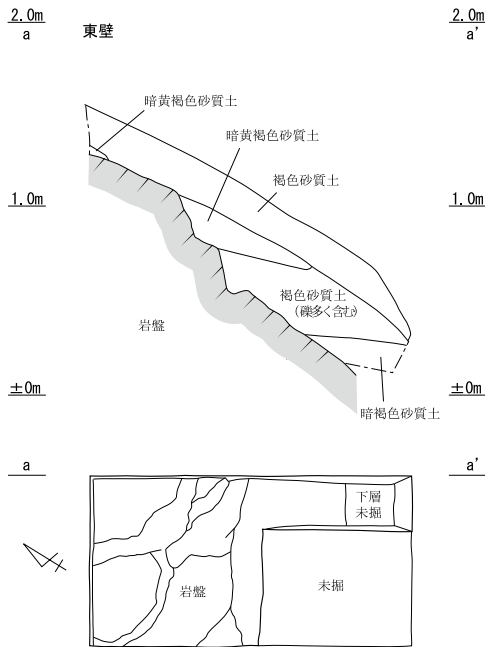 2.0m
a
東壁
2.0m
a'
暗黄褐色砂質土
暗黄褐色砂質土
褐色砂質土
1.0m
1.0m
褐色砂質土
（礫多く含む）
岩盤
±0m
±0m
暗褐色砂質土
a
a'
下層
未掘
岩盤
未掘